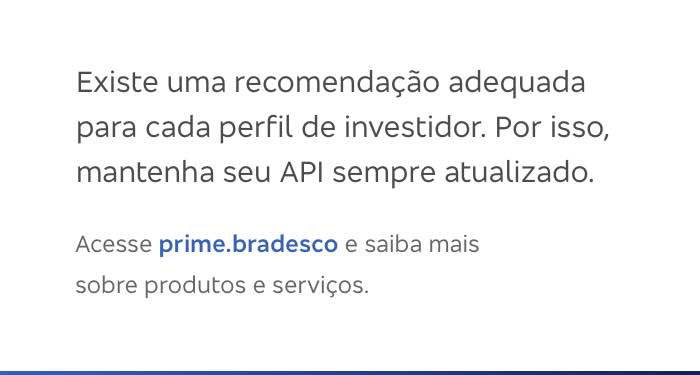 Existe uma recomendação adequada
para cada perfil de investidor. Por isso,
mantenha seu API sempre atualizado.
Acesse prime.bradesco e saiba mais
sobre produtos e serviços.